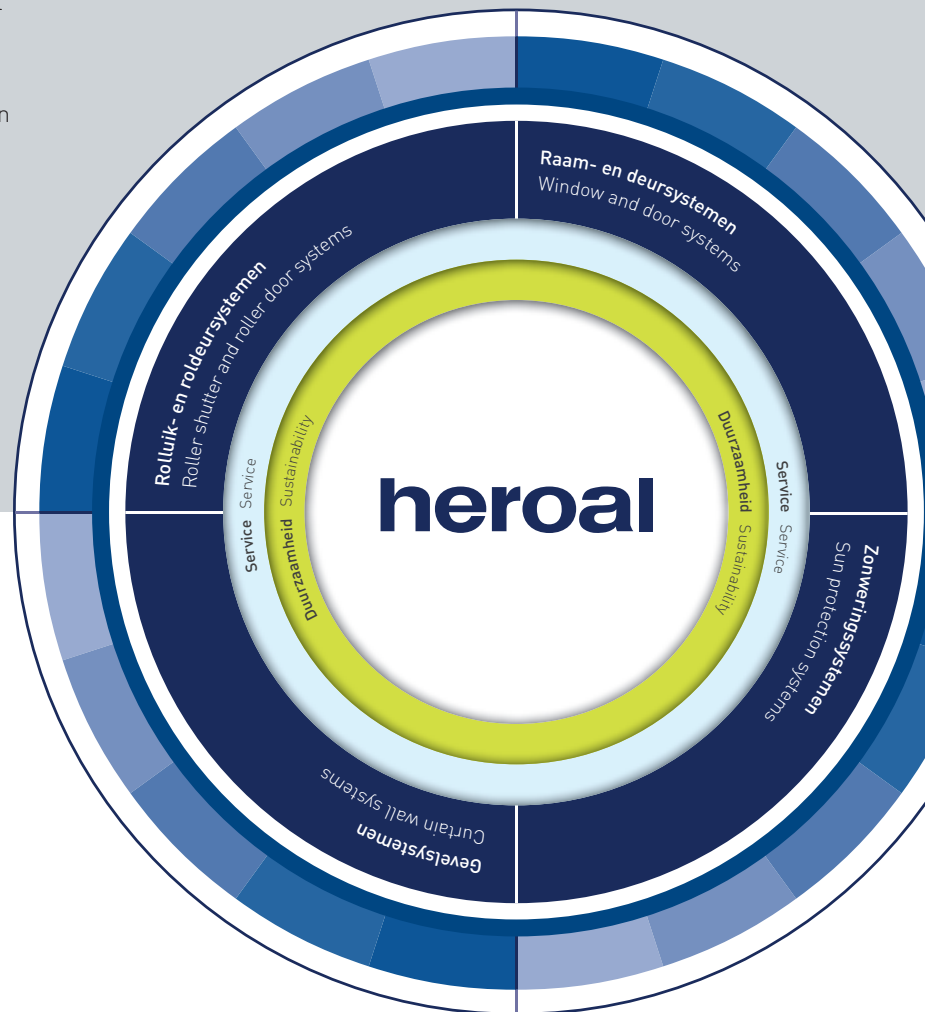 n
Raam- en deursystemen
Window and door systems
Rolluik- en roldeursystemen
Roller shutter and roller door systems
Service Service
Duurzaamheid Sustainability
heroal
Duurzaamheid Sustainability
Service Service
Zonweringssystemen
Sun protection systems
Gevelsystemen
Curtain wall systems